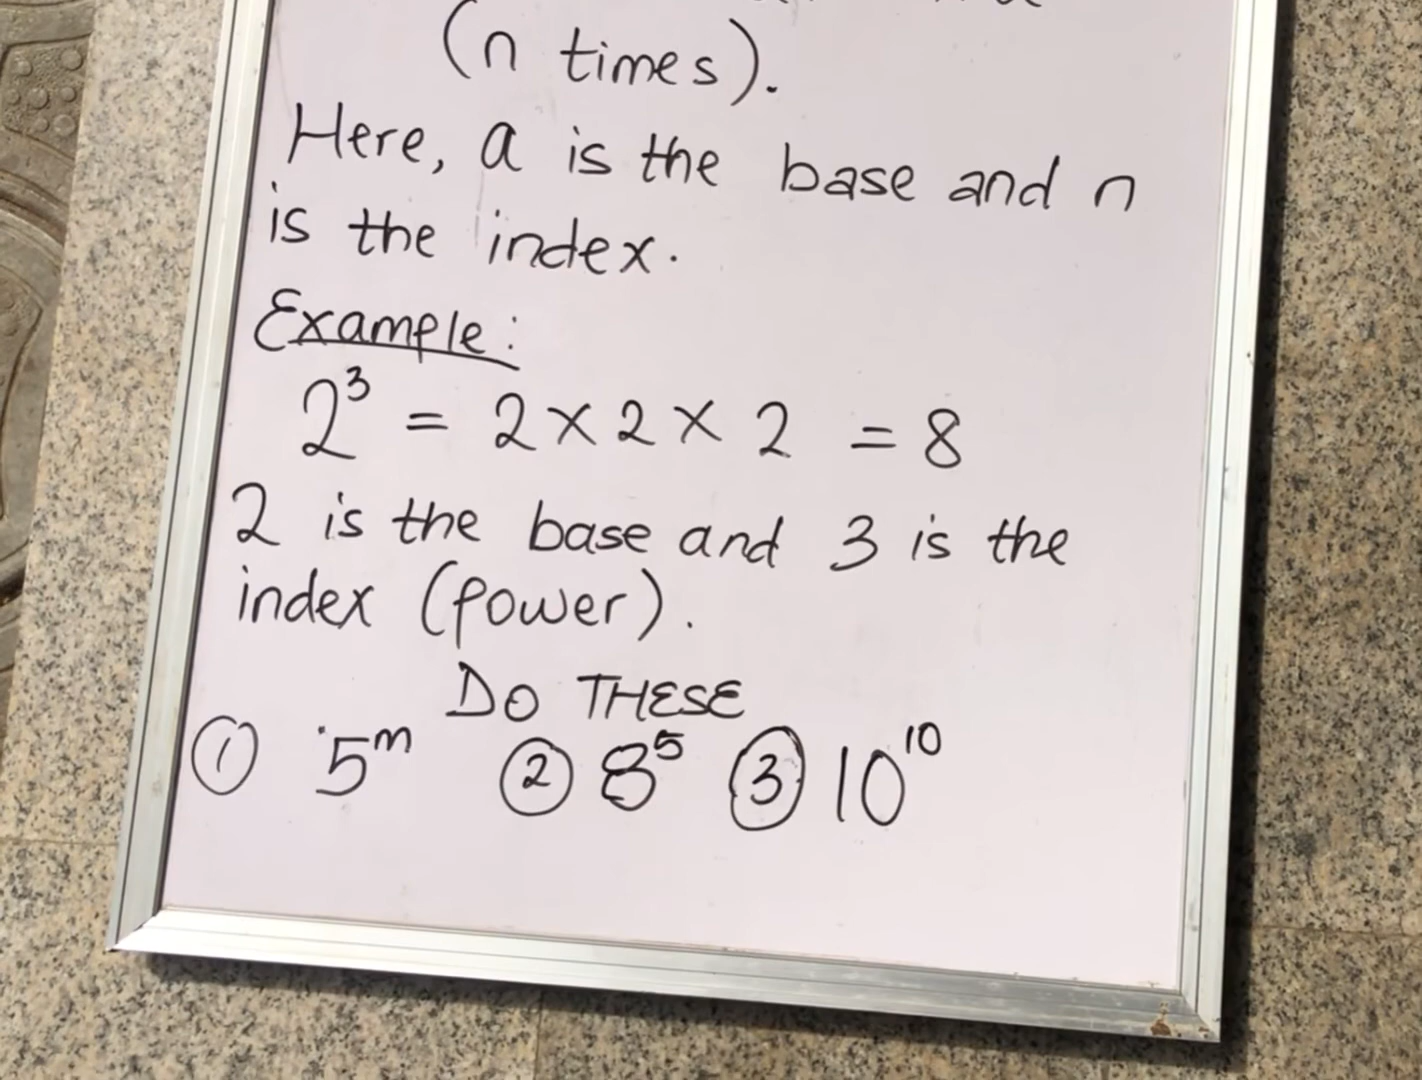 (n times).
Here, a is the base and n
is the index.
Example:
2³ = 2 × 2 × 2 = 8
2 is the base and 3 is the
index (power).
DO THESE
① 5ᵐ ② 8⁵ ③ 10¹⁰